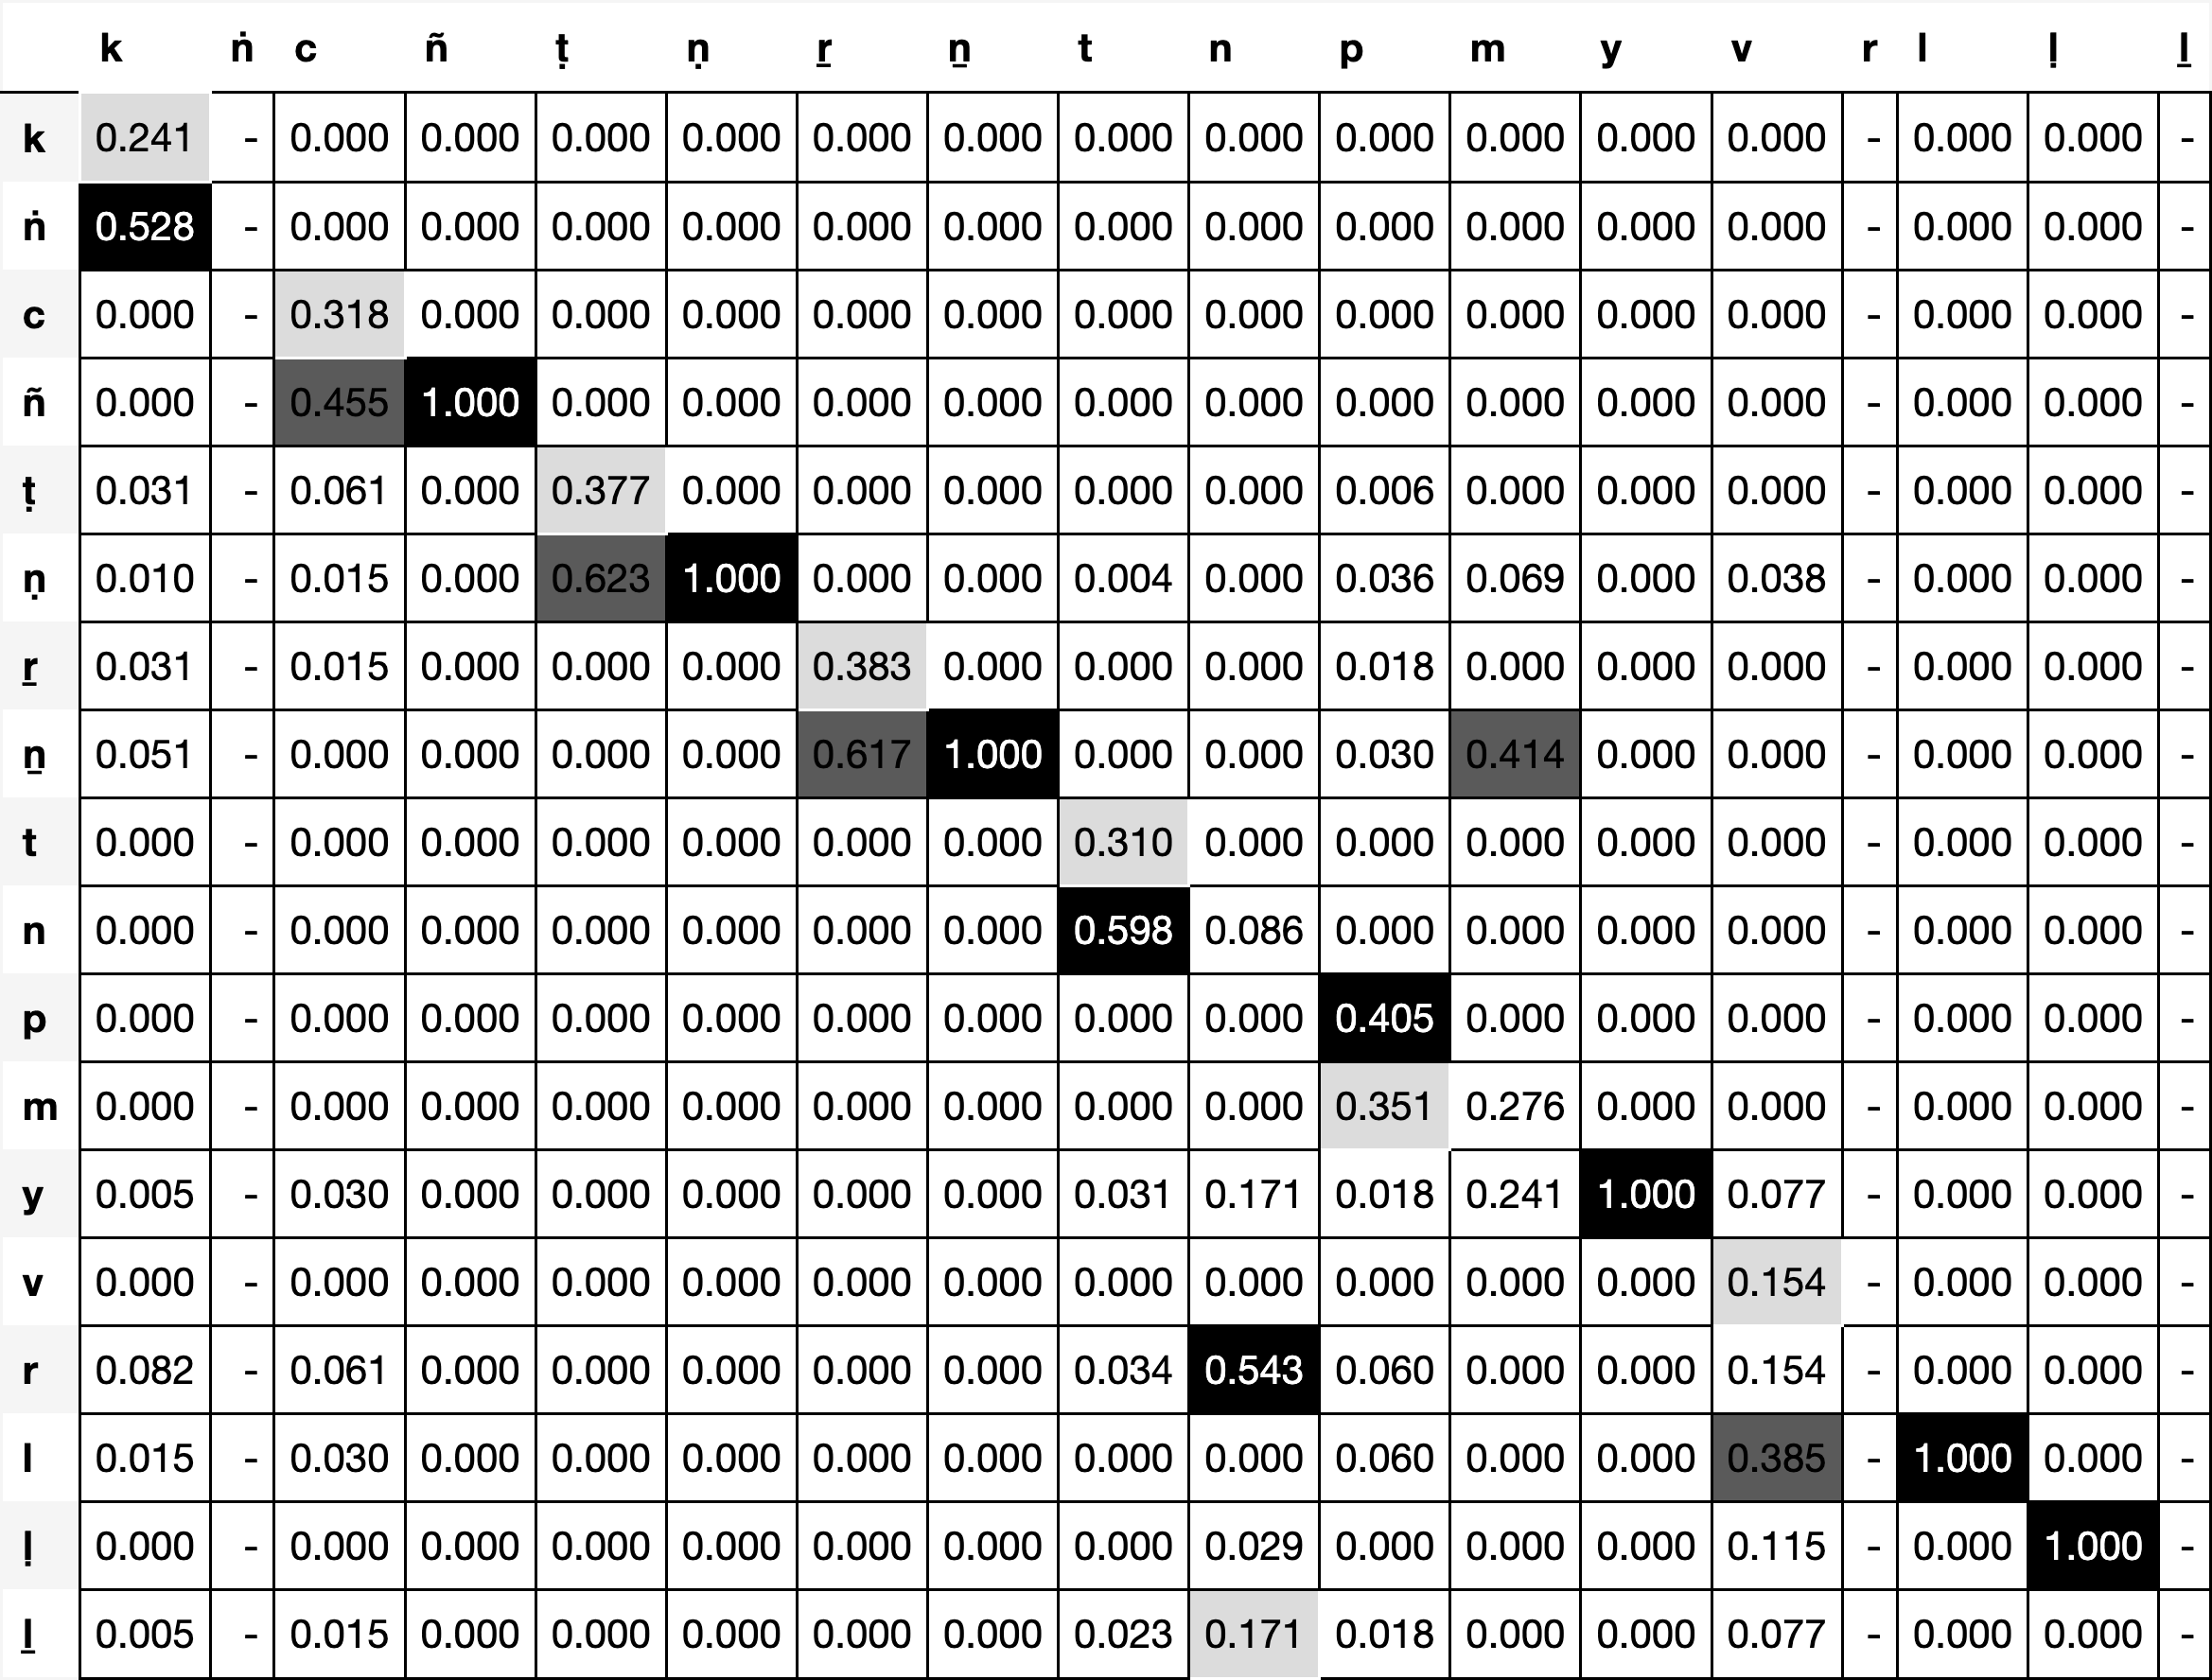 k ṅ c ñ ṭ ṇ ṟ ṉ t n p m y v r l ḷ ḻ
k 0.241 - 0.000 0.000 0.000 0.000 0.000 0.000 0.000 0.000 0.000 0.000 0.000 0.000 - 0.000 0.000 -
ṅ 0.528 - 0.000 0.000 0.000 0.000 0.000 0.000 0.000 0.000 0.000 0.000 0.000 0.000 - 0.000 0.000 -
c 0.000 - 0.318 0.000 0.000 0.000 0.000 0.000 0.000 0.000 0.000 0.000 0.000 0.000 - 0.000 0.000 -
ñ 0.000 - 0.455 1.000 0.000 0.000 0.000 0.000 0.000 0.000 0.000 0.000 0.000 0.000 - 0.000 0.000 -
ṭ 0.031 - 0.061 0.000 0.377 0.000 0.000 0.000 0.000 0.000 0.006 0.000 0.000 0.000 - 0.000 0.000 -
ṇ 0.010 - 0.015 0.000 0.623 1.000 0.000 0.000 0.004 0.000 0.036 0.069 0.000 0.038 - 0.000 0.000 -
ṟ 0.031 - 0.015 0.000 0.000 0.000 0.383 0.000 0.000 0.000 0.018 0.000 0.000 0.000 - 0.000 0.000 -
ṉ 0.051 - 0.000 0.000 0.000 0.000 0.617 1.000 0.000 0.000 0.030 0.414 0.000 0.000 - 0.000 0.000 -
t 0.000 - 0.000 0.000 0.000 0.000 0.000 0.000 0.310 0.000 0.000 0.000 0.000 0.000 - 0.000 0.000 -
n 0.000 - 0.000 0.000 0.000 0.000 0.000 0.000 0.598 0.086 0.000 0.000 0.000 0.000 - 0.000 0.000 -
p 0.000 - 0.000 0.000 0.000 0.000 0.000 0.000 0.000 0.000 0.405 0.000 0.000 0.000 - 0.000 0.000 -
m 0.000 - 0.000 0.000 0.000 0.000 0.000 0.000 0.000 0.000 0.351 0.276 0.000 0.000 - 0.000 0.000 -
y 0.005 - 0.030 0.000 0.000 0.000 0.000 0.000 0.031 0.171 0.018 0.241 1.000 0.077 - 0.000 0.000 -
v 0.000 - 0.000 0.000 0.000 0.000 0.000 0.000 0.000 0.000 0.000 0.000 0.000 0.154 - 0.000 0.000 -
r 0.082 - 0.061 0.000 0.000 0.000 0.000 0.000 0.034 0.543 0.060 0.000 0.000 0.154 - 0.000 0.000 -
l 0.015 - 0.030 0.000 0.000 0.000 0.000 0.000 0.000 0.000 0.060 0.000 0.000 0.385 - 1.000 0.000 -
ḷ 0.000 - 0.000 0.000 0.000 0.000 0.000 0.000 0.000 0.029 0.000 0.000 0.000 0.115 - 0.000 1.000 -
ḻ 0.005 - 0.015 0.000 0.000 0.000 0.000 0.000 0.023 0.171 0.018 0.000 0.000 0.077 - 0.000 0.000 -